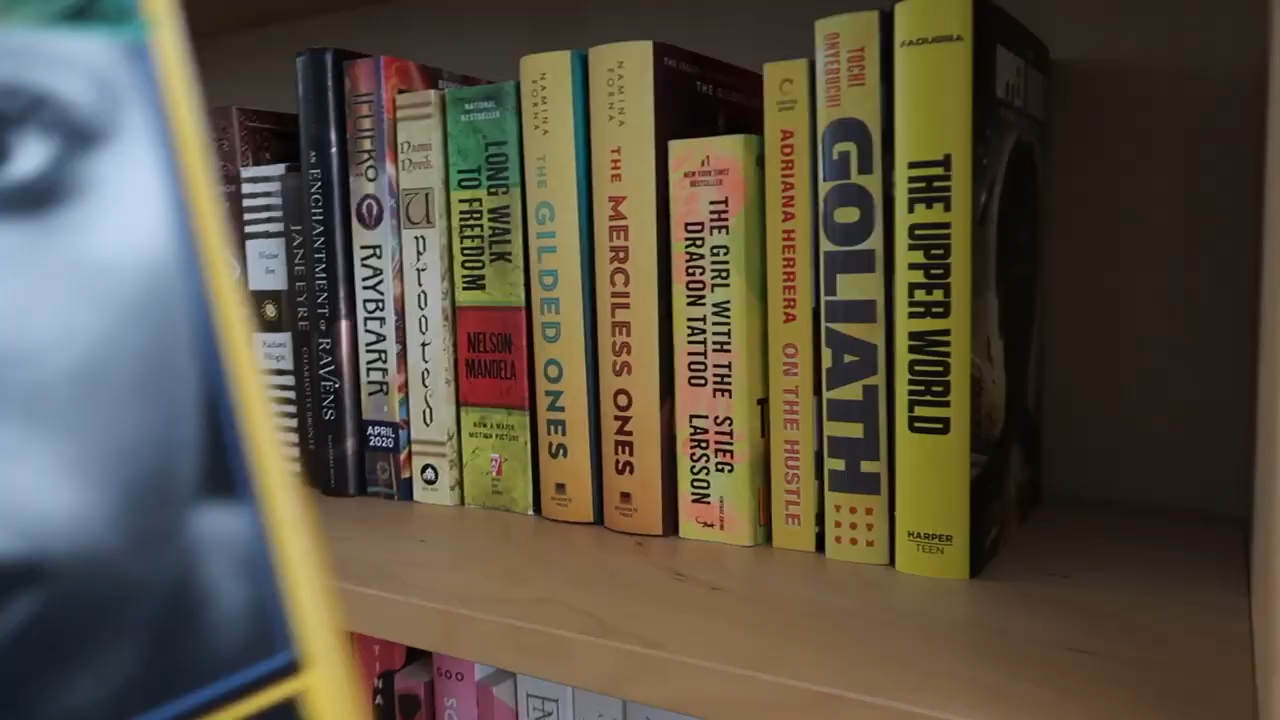 JANE EYRE CHARLOTTE BRONTE
AN ENCHANTMENT OF RAVENS
IFUEKO
RAYBEARER
APRIL
2020
Naomi
Novik
Uprooted
NATIONAL
BESTSELLER
LONG WALK
TO FREEDOM
NELSON
MANDELA
NOW A MAJOR
MOTION PICTURE
NAMINA
FORNA
THE GILDED ONES
NAMINA
FORNA
THE MERCILESS ONES
#1
NEW YORK TIMES
BESTSELLER
THE GIRL WITH THE
DRAGON TATTOO
STIEG
LARSSON
ADRIANA HERRERA ON THE HUSTLE
TOCHI
ONYEBUCHI
GOLIATH
THE UPPER WORLD
HARPER
TEEN
GOO